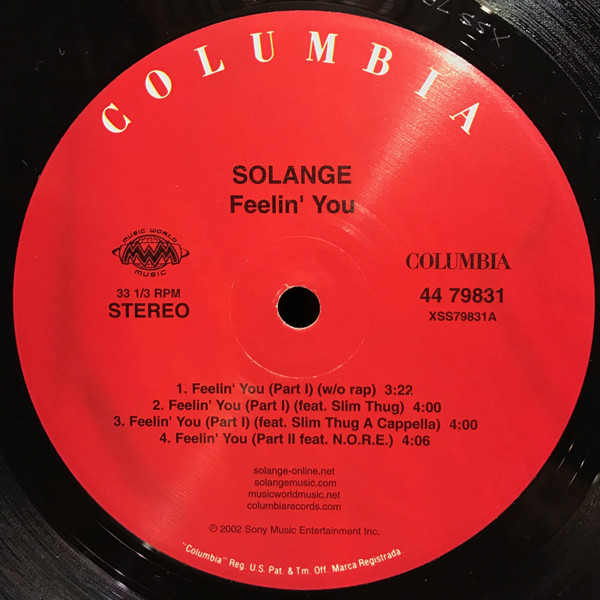 COLUMBIA
SOLANGE
Feelin' You
MUSIC WORLD
MWM
MUSIC
COLUMBIA
33 1/3 RPM
STEREO
44 79831
XSS79831A
1. Feelin' You (Part I) (w/o rap) 3:22
2. Feelin' You (Part I) (feat. Slim Thug) 4:00
3. Feelin' You (Part I) (feat. Slim Thug A Cappella) 4:00
4. Feelin' You (Part II feat. N.O.R.E.) 4:06
solange-online.net
solangemusic.com
musicworldmusic.net
columbiarecords.com
℗ 2002 Sony Music Entertainment Inc.
"Columbia" Reg. U.S. Pat. & Tm. Off. Marca Registrada.